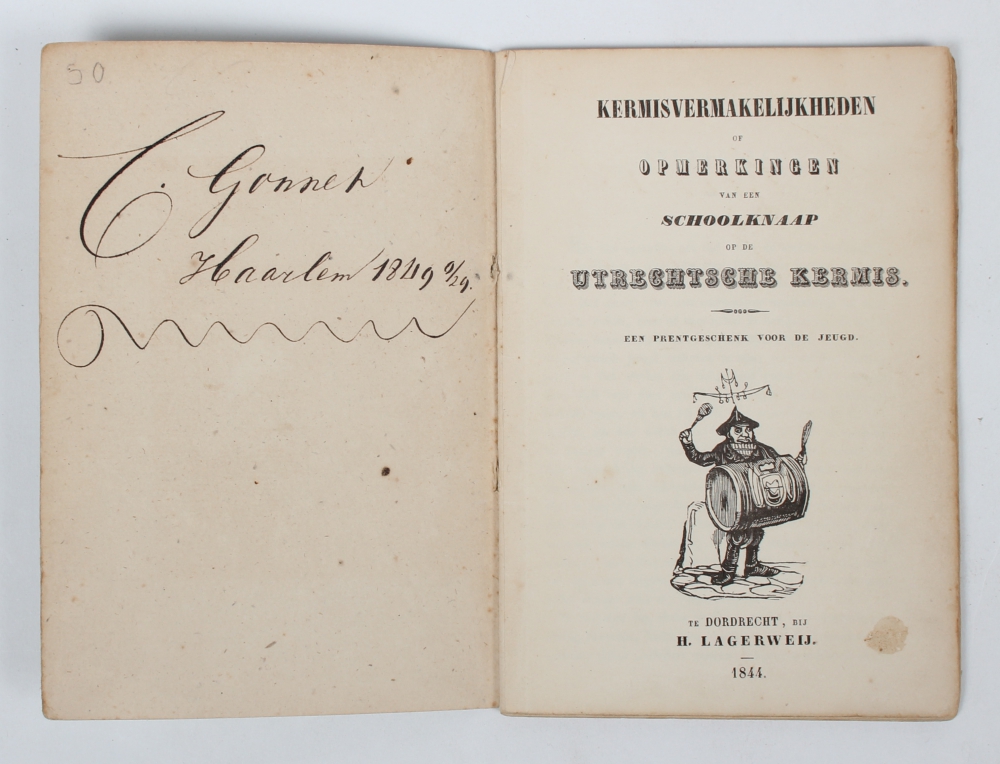 50
C. Gonnet
Haarlem 1849 9/29.
KERMISVERMAKELIJKHEDEN
OF
OPMERKINGEN
VAN EEN
SCHOOLKNAAP
OP DE
UTRECHTSCHE KERMIS.
EEN PRENTGESCHENK VOOR DE JEUGD.
TE DORDRECHT, BIJ
H. LAGERWEIJ.
1844.